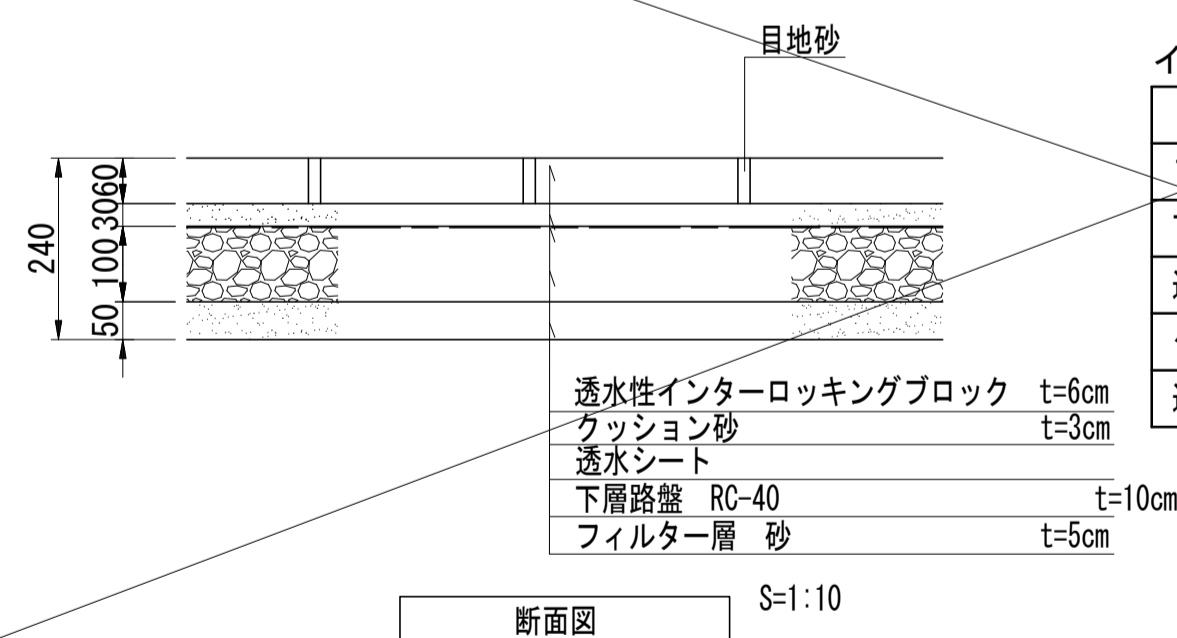 目地砂
イ
240
60
30
100
50
透水性インターロッキングブロック t=6cm
クッション砂 t=3cm
透水シート
下層路盤 RC-40 t=10cm
フィルター層 砂 t=5cm
S=1:10
断面図